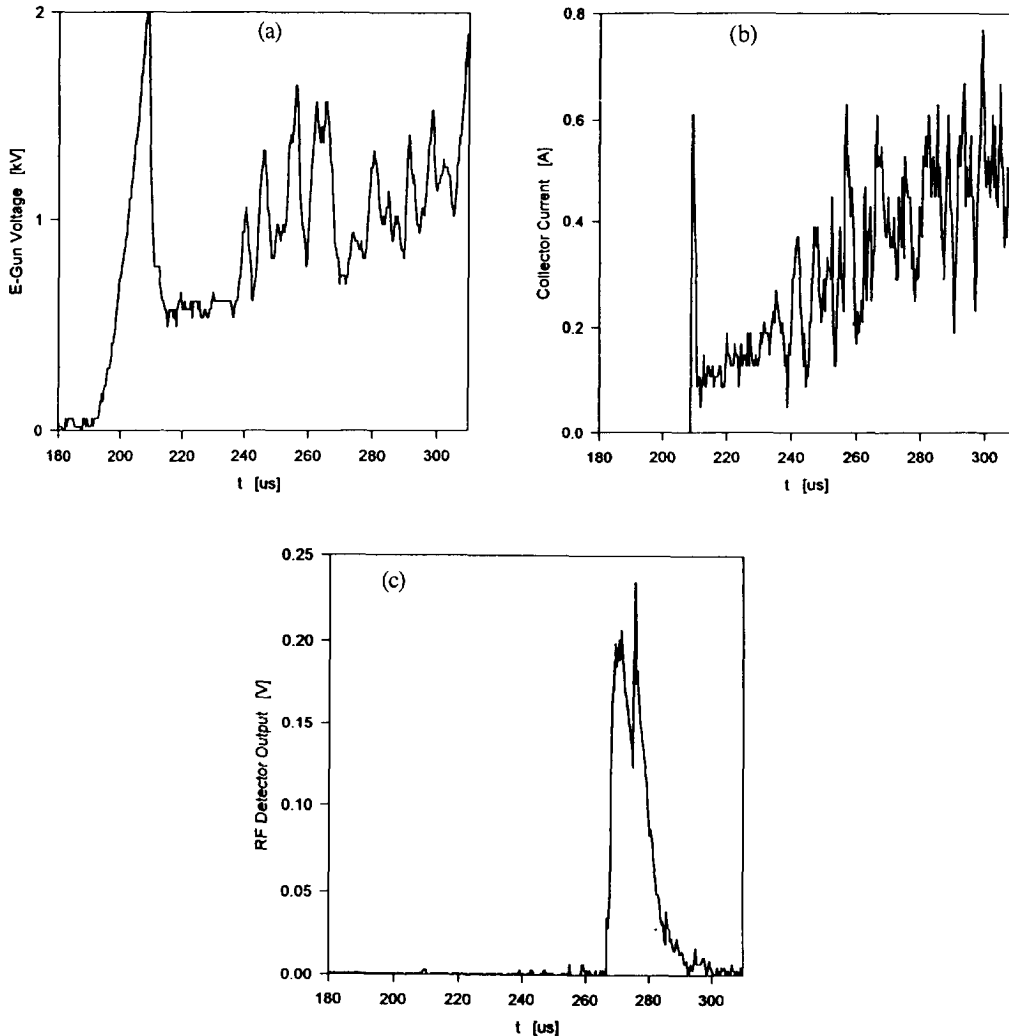 (a)
E-Gun Voltage [kV]
2
1
0
180 200 220 240 260 280 300
t [us]
(b)
Collector Current [A]
0.8
0.6
0.4
0.2
0.0
180 200 220 240 260 280 300
t [us]
(c)
RF Detector Output [V]
0.25
0.20
0.15
0.10
0.05
0.00
180 200 220 240 260 280 300
t [us]